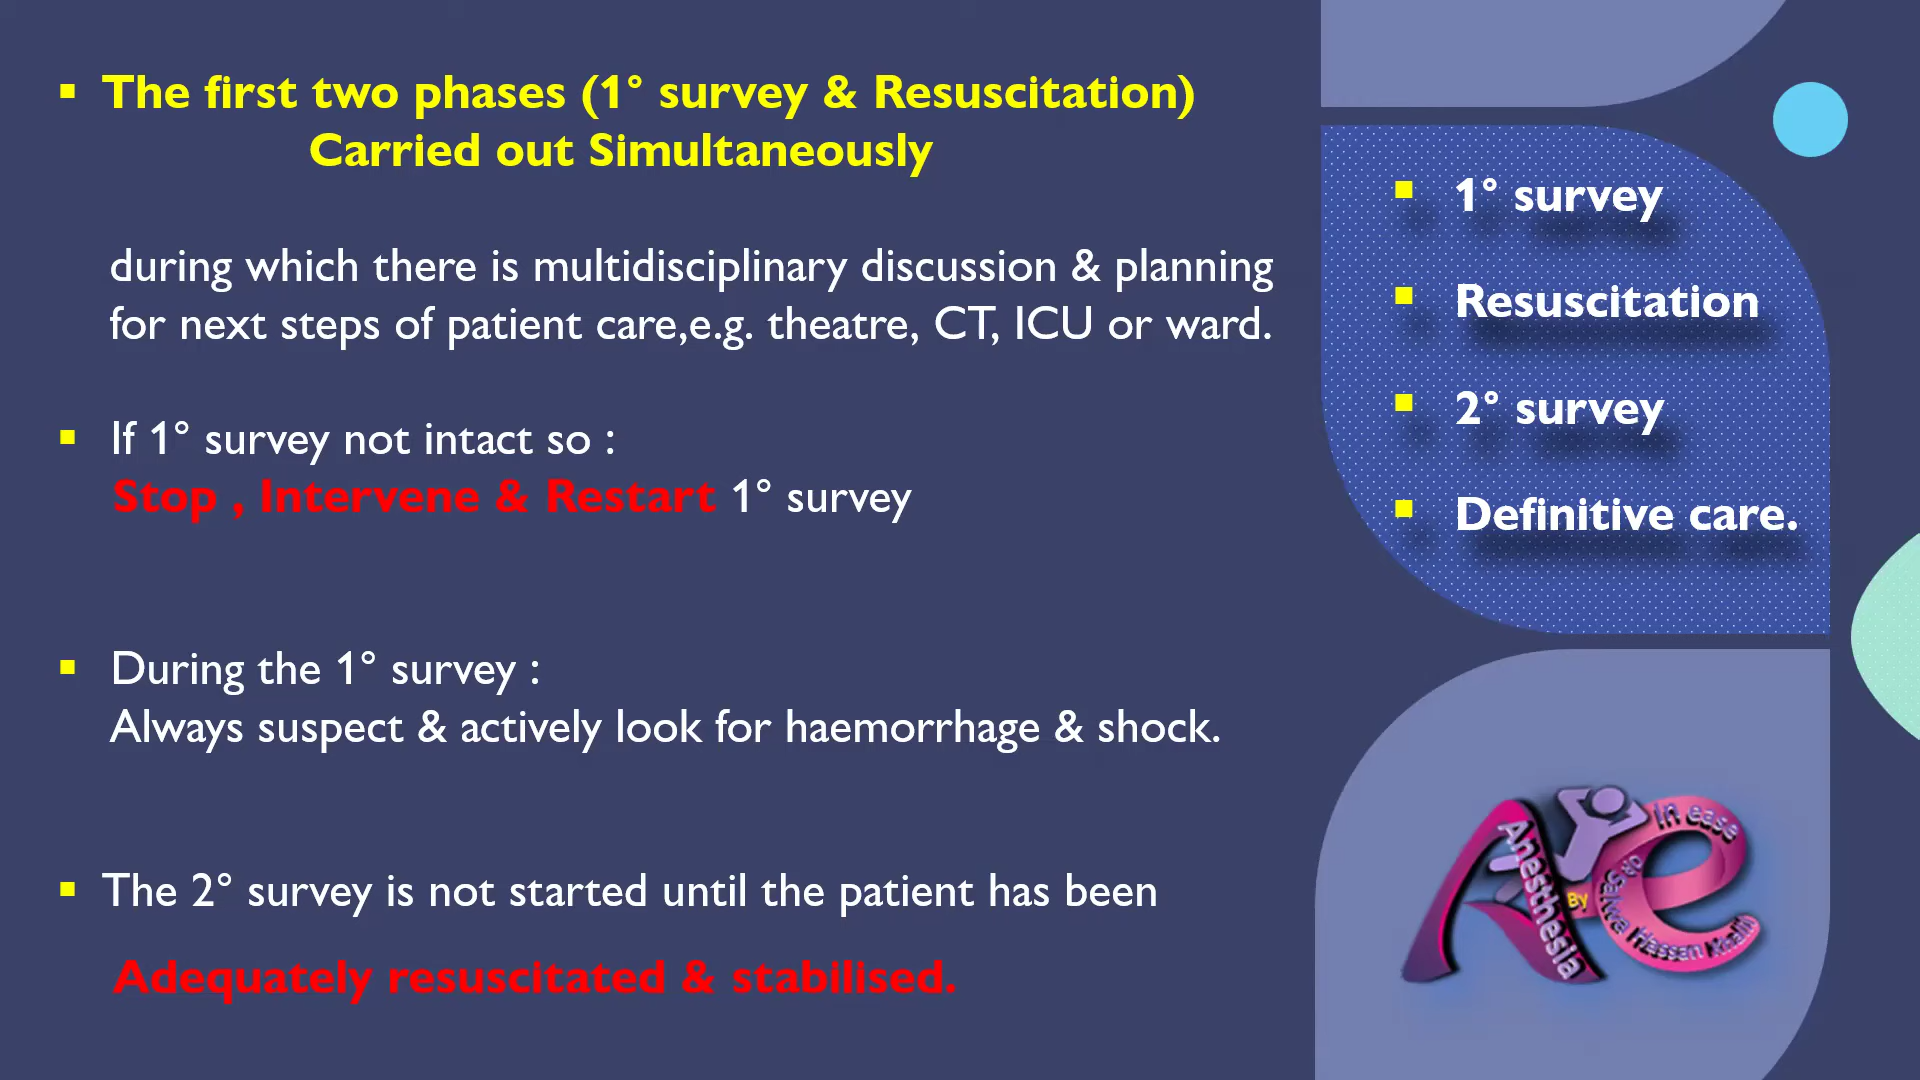 ▪ The first two phases (1° survey & Resuscitation)
Carried out Simultaneously
during which there is multidisciplinary discussion & planning
for next steps of patient care,e.g. theatre, CT, ICU or ward.
▪ If 1° survey not intact so :
Stop , Intervene & Restart 1° survey
▪ During the 1° survey :
Always suspect & actively look for haemorrhage & shock.
▪ The 2° survey is not started until the patient has been
Adequately resuscitated & stabilised.
▪ 1° survey
▪ Resuscitation
▪ 2° survey
▪ Definitive care.
Anesthesia
in ease
By
Salwa Hassan